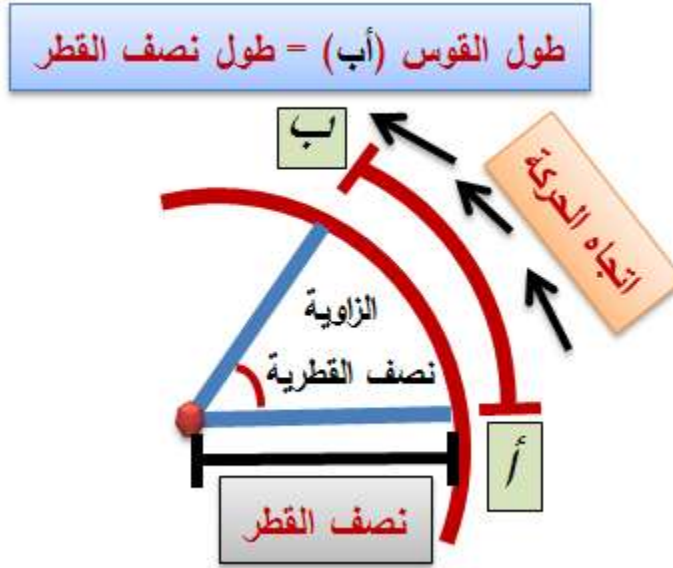 طول القوس (أب) = طول نصف القطر
ب
اتجاه الحركة
الزاوية
نصف القطرية
أ
نصف القطر